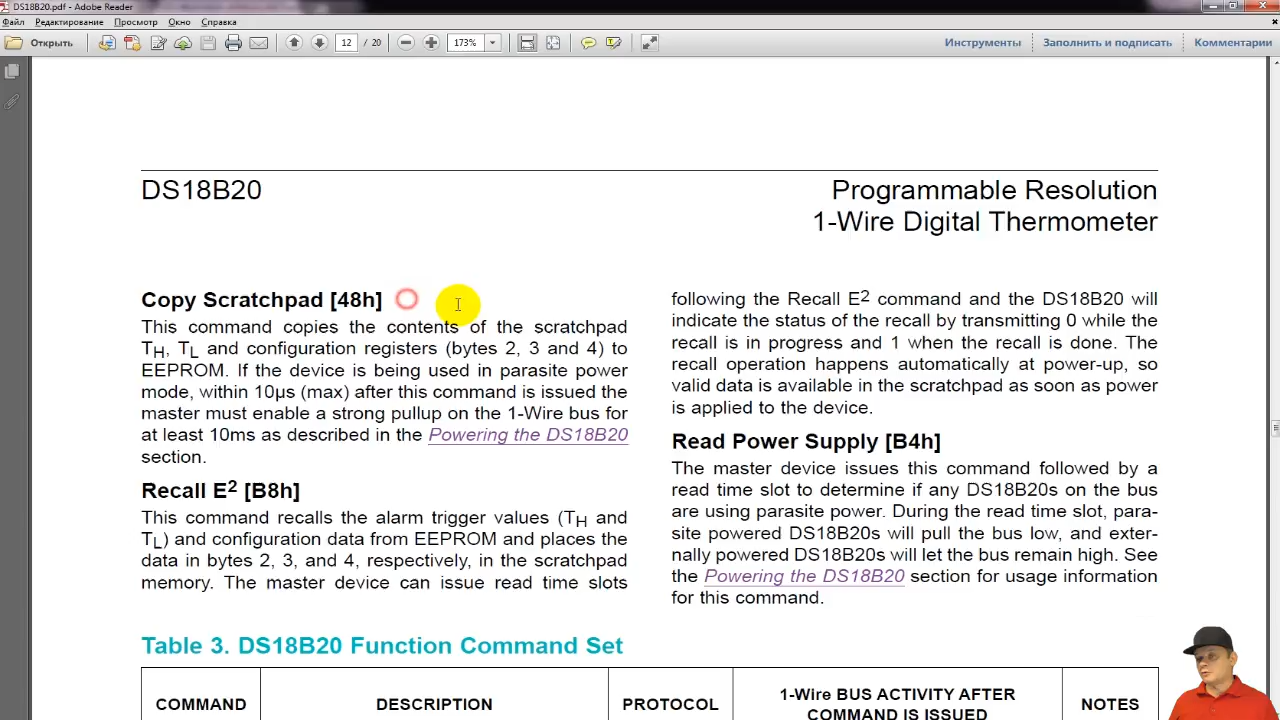 DS18B20.pdf - Adobe Reader
Файл Редактирование Просмотр Окно Справка
Открыть 12 / 20 173% Инструменты Заполнить и подписать Комментарии
DS18B20
Programmable Resolution
1-Wire Digital Thermometer
Copy Scratchpad [48h]
This command copies the contents of the scratchpad
TH, TL and configuration registers (bytes 2, 3 and 4) to
EEPROM. If the device is being used in parasite power
mode, within 10µs (max) after this command is issued the
master must enable a strong pullup on the 1-Wire bus for
at least 10ms as described in the Powering the DS18B20
section.
Recall E2 [B8h]
This command recalls the alarm trigger values (TH and
TL) and configuration data from EEPROM and places the
data in bytes 2, 3, and 4, respectively, in the scratchpad
memory. The master device can issue read time slots
following the Recall E2 command and the DS18B20 will
indicate the status of the recall by transmitting 0 while the
recall is in progress and 1 when the recall is done. The
recall operation happens automatically at power-up, so
valid data is available in the scratchpad as soon as power
is applied to the device.
Read Power Supply [B4h]
The master device issues this command followed by a
read time slot to determine if any DS18B20s on the bus
are using parasite power. During the read time slot, para-
site powered DS18B20s will pull the bus low, and exter-
nally powered DS18B20s will let the bus remain high. See
the Powering the DS18B20 section for usage information
for this command.
Table 3. DS18B20 Function Command Set
COMMAND
DESCRIPTION
PROTOCOL
1-Wire BUS ACTIVITY AFTER
COMMAND IS ISSUED
NOTES